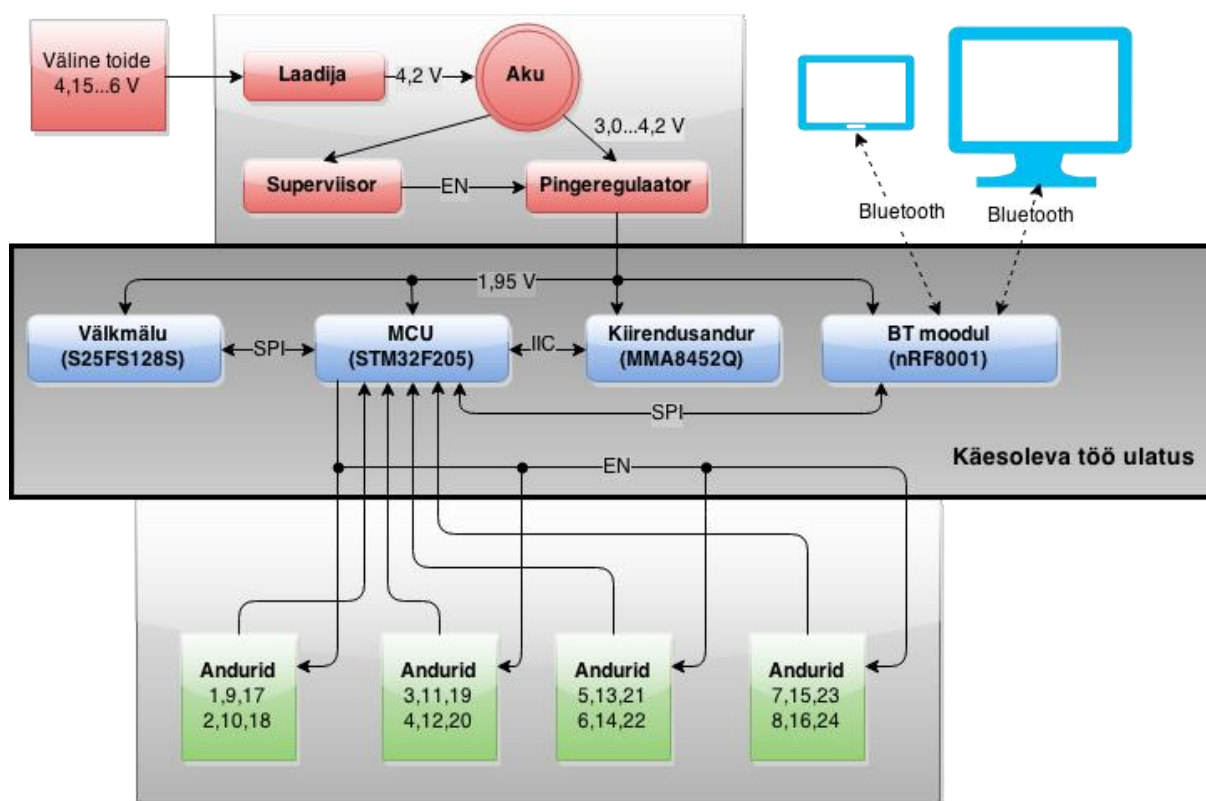 Väline toide
4,15...6 V
Laadija
4,2 V
Aku
3,0...4,2 V
Superviisor
EN
Pingeregulaator
Bluetooth
Bluetooth
1,95 V
Välkmälu
(S25FS128S)
SPI
MCU
(STM32F205)
IIC
Kiirendusandur
(MMA8452Q)
BT moodul
(nRF8001)
SPI
EN
Käesoleva töö ulatus
Andurid
1,9,17
2,10,18
Andurid
3,11,19
4,12,20
Andurid
5,13,21
6,14,22
Andurid
7,15,23
8,16,24